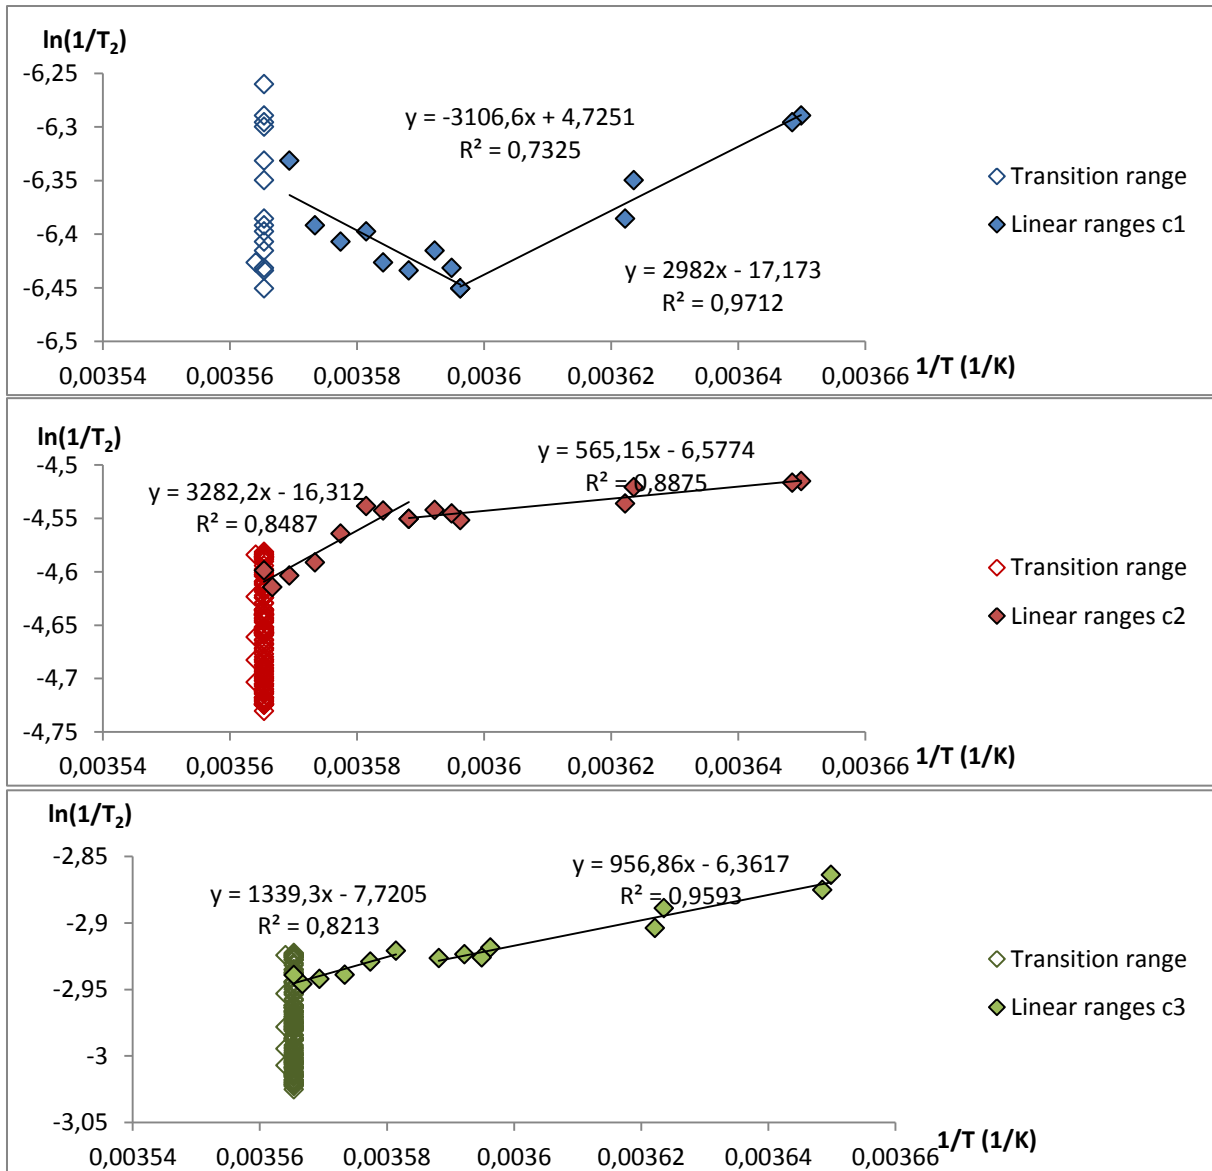 ln(1/T2)
-6,25
-6,3
-6,35
-6,4
-6,45
-6,5
y = -3106,6x + 4,7251
R² = 0,7325
y = 2982x - 17,173
R² = 0,9712
Transition range
Linear ranges c1
0,00354 0,00356 0,00358 0,0036 0,00362 0,00364 0,00366
1/T (1/K)
ln(1/T2)
-4,5
-4,55
-4,6
-4,65
-4,7
-4,75
y = 565,15x - 6,5774
R² = 0,8875
y = 3282,2x - 16,312
R² = 0,8487
Transition range
Linear ranges c2
0,00354 0,00356 0,00358 0,0036 0,00362 0,00364 0,00366
1/T (1/K)
ln(1/T2)
-2,85
-2,9
-2,95
-3
-3,05
y = 956,86x - 6,3617
R² = 0,9593
y = 1339,3x - 7,7205
R² = 0,8213
Transition range
Linear ranges c3
0,00354 0,00356 0,00358 0,0036 0,00362 0,00364 0,00366
1/T (1/K)